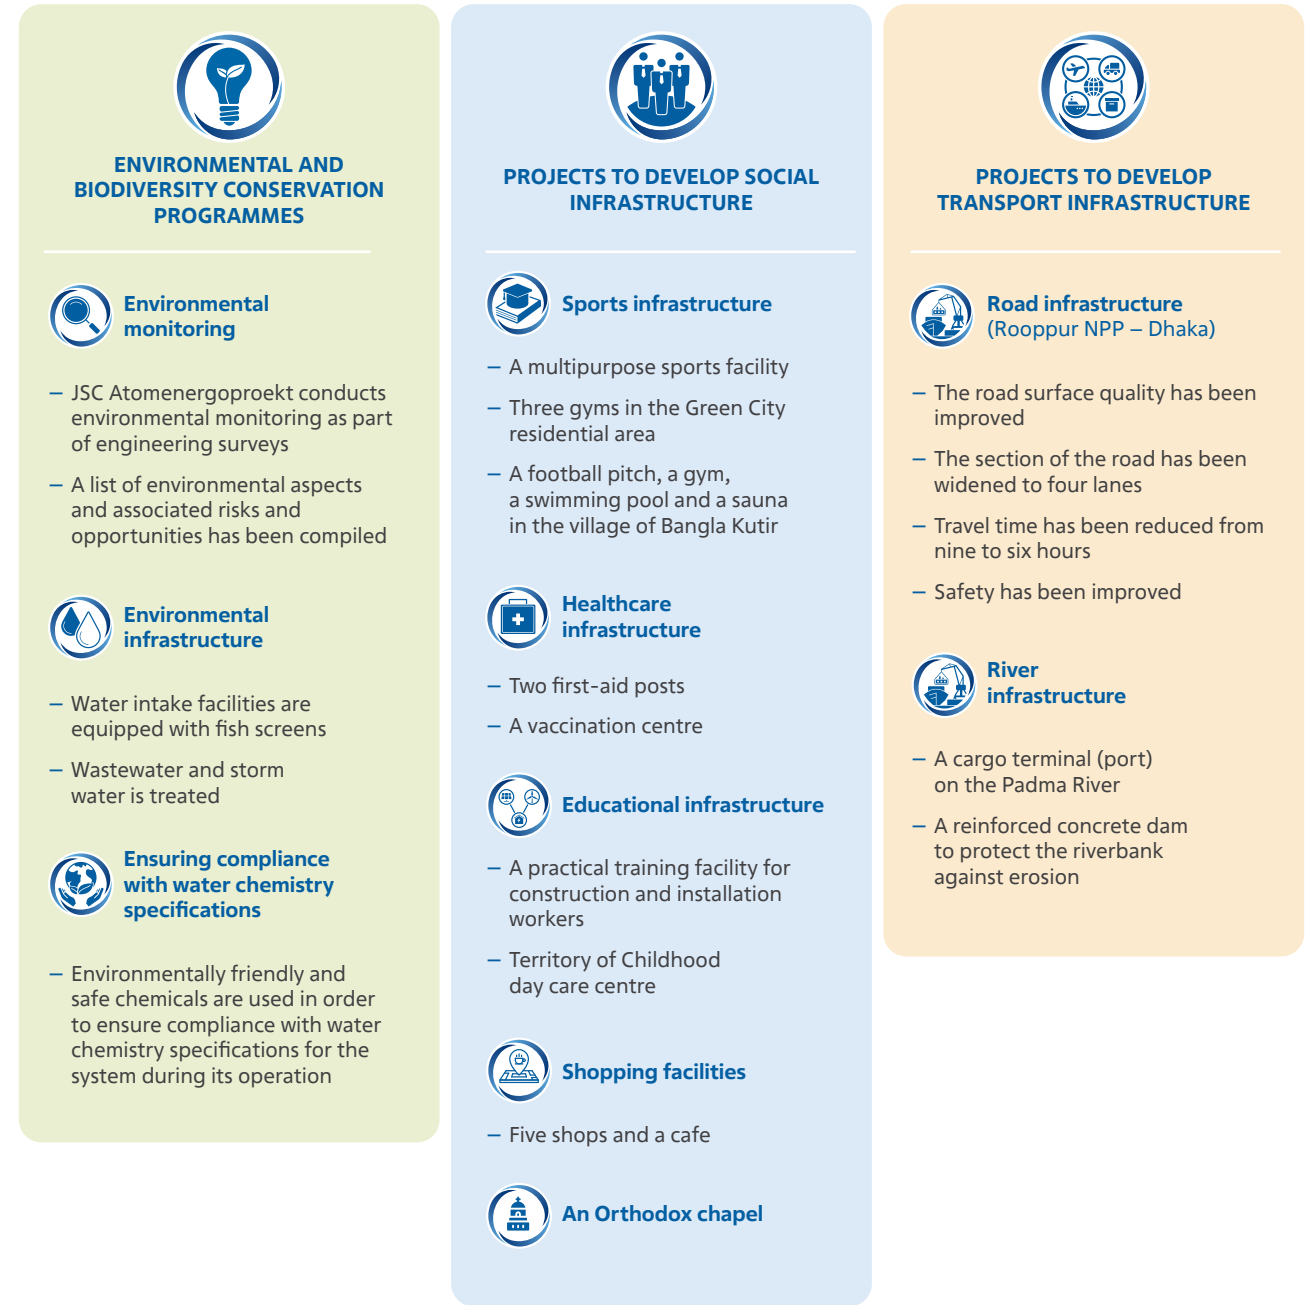 ENVIRONMENTAL AND
BIODIVERSITY CONSERVATION
PROGRAMMES
Environmental
monitoring
– JSC Atomenergoproekt conducts
environmental monitoring as part
of engineering surveys
– A list of environmental aspects
and associated risks and
opportunities has been compiled
Environmental
infrastructure
– Water intake facilities are
equipped with fish screens
– Wastewater and storm
water is treated
Ensuring compliance
with water chemistry
specifications
– Environmentally friendly and
safe chemicals are used in order
to ensure compliance with water
chemistry specifications for the
system during its operation
PROJECTS TO DEVELOP SOCIAL
INFRASTRUCTURE
Sports infrastructure
– A multipurpose sports facility
– Three gyms in the Green City
residential area
– A football pitch, a gym,
a swimming pool and a sauna
in the village of Bangla Kutir
Healthcare
infrastructure
– Two first-aid posts
– A vaccination centre
Educational infrastructure
– A practical training facility for
construction and installation
workers
– Territory of Childhood
day care centre
Shopping facilities
– Five shops and a cafe
An Orthodox chapel
PROJECTS TO DEVELOP
TRANSPORT INFRASTRUCTURE
Road infrastructure
(Rooppur NPP – Dhaka)
– The road surface quality has been
improved
– The section of the road has been
widened to four lanes
– Travel time has been reduced from
nine to six hours
– Safety has been improved
River
infrastructure
– A cargo terminal (port)
on the Padma River
– A reinforced concrete dam
to protect the riverbank
against erosion